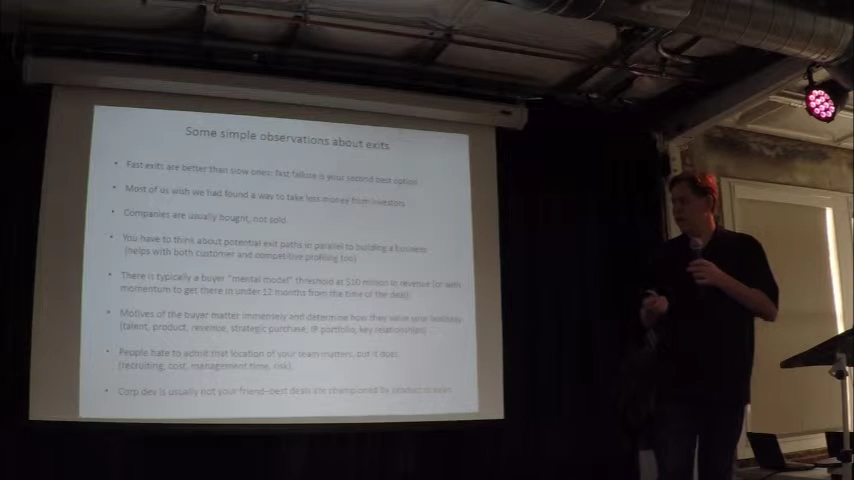 Some simple observations about exits
• Fast exits are better than slow ones: fast failure is your second best option
• Most of us wish we had found a way to take less money from investors
• Companies are usually bought, not sold
• You have to think about potential exit paths in parallel to building a business
(helps with both customer and competitive profiling too)
• There is typically a buyer "mental model" threshold at $10 million in revenue (or with
momentum to get there in under 12 months from the time of the deal)
• Motives of the buyer matter immensely and determine how they value your business
(talent, product, revenue, strategic purchase, IP portfolio, key relationships)
• People hate to admit that location of your team matters, but it does
(recruiting, cost, management time, risk)
• Corp dev is usually not your friend–best deals are championed by product or